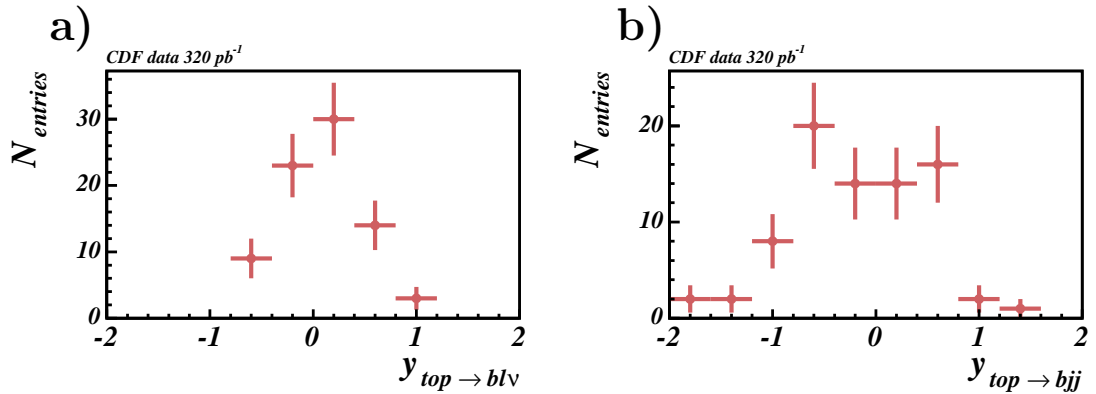 a)
CDF data 320 pb⁻¹
N entries
30
20
10
0
-2 -1 0 1 2
y top → blν
b)
CDF data 320 pb⁻¹
N entries
20
10
0
-2 -1 0 1 2
y top → bjj